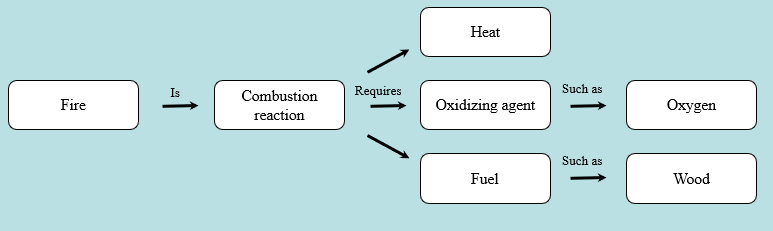 Heat
Fire
Is
Combustion
reaction
Requires
Oxidizing agent
Such as
Oxygen
Fuel
Such as
Wood